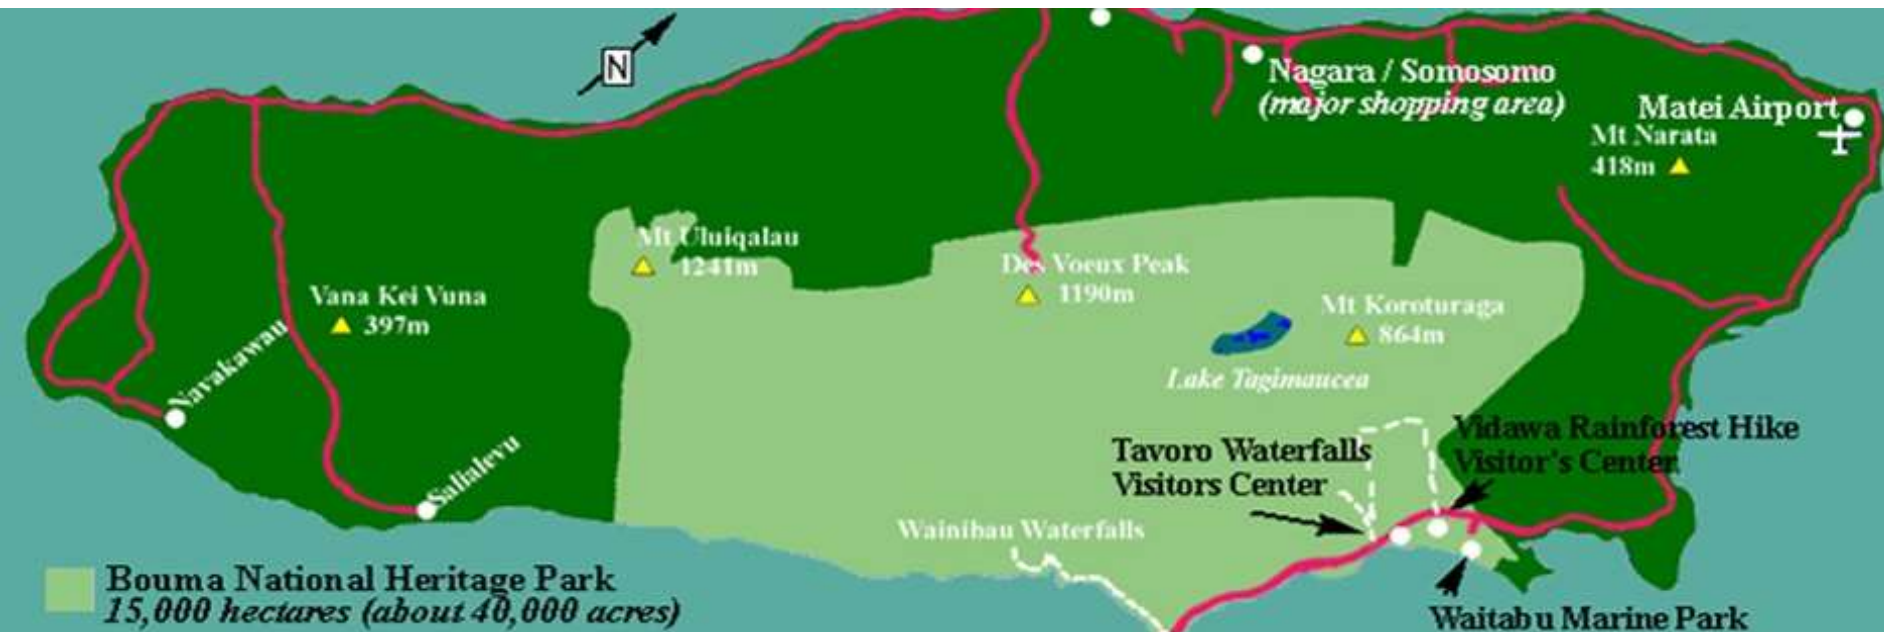 N
Nagara / Somosomo
(major shopping area)
Matei Airport
Mt Narata
418m
Mt Uluiqalau
1241m
Des Voeux Peak
1190m
Vana Kei Vuna
397m
Mt Koroturaga
864m
Lake Tagimaucea
Navakawau
Salialevu
Vidawa Rainforest Hike
Visitor's Center
Tavoro Waterfalls
Visitors Center
Wainibau Waterfalls
Bouma National Heritage Park
15,000 hectares (about 40,000 acres)
Waitabu Marine Park